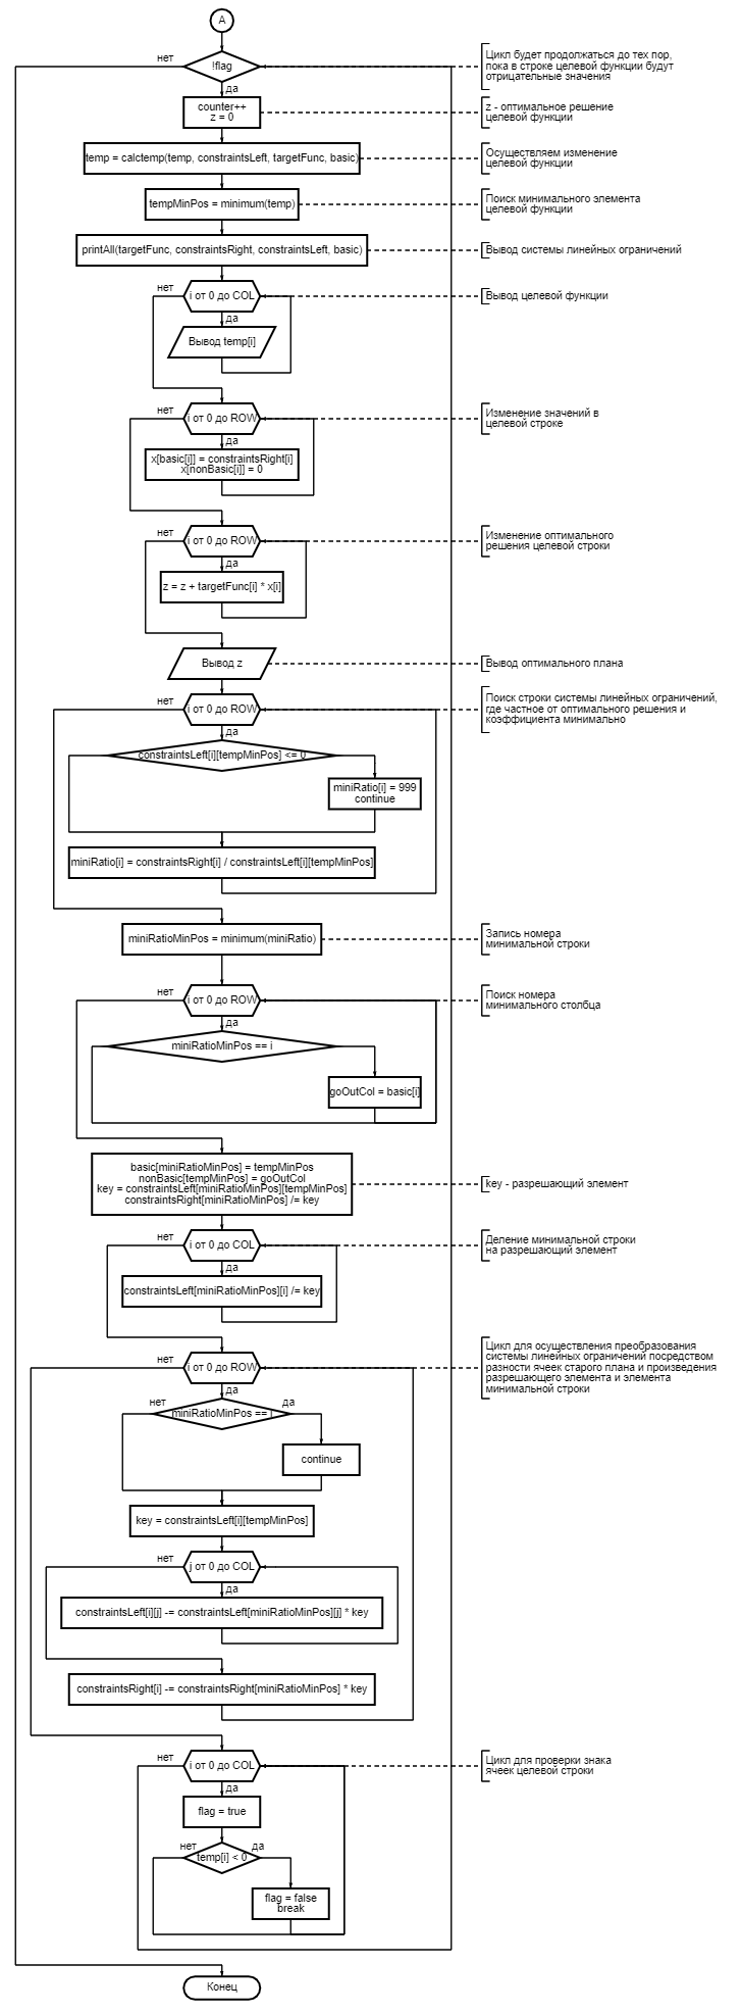 A
нет
!flag
Цикл будет продолжаться до тех пор,
пока в строке целевой функции будут
отрицательные значения
да
counter++
z = 0
z - оптимальное решение
целевой функции
temp = calctemp(temp, constraintsLeft, targetFunc, basic)
Осуществляем изменение
целевой функции
tempMinPos = minimum(temp)
Поиск минимального элемента
целевой функции
printAll(targetFunc, constraintsRight, constraintsLeft, basic)
Вывод системы линейных ограничений
нет
i от 0 до COL
Вывод целевой функции
да
Вывод temp[i]
нет
i от 0 до ROW
Изменение значений в
целевой строке
да
x[basic[i]] = constraintsRight[i]
x[nonBasic[i]] = 0
нет
i от 0 до ROW
Изменение оптимального
решения целевой строки
да
z = z + targetFunc[i] * x[i]
Вывод z
Вывод оптимального плана
нет
i от 0 до ROW
Поиск строки системы линейных ограничений,
где частное от оптимального решения и
коэффициента минимально
да
constraintsLeft[i][tempMinPos] <= 0
miniRatio[i] = 999
continue
miniRatio[i] = constraintsRight[i] / constraintsLeft[i][tempMinPos]
miniRatioMinPos = minimum(miniRatio)
Запись номера
минимальной строки
нет
i от 0 до ROW
Поиск номера
минимального столбца
да
miniRatioMinPos == i
goOutCol = basic[i]
basic[miniRatioMinPos] = tempMinPos
nonBasic[tempMinPos] = goOutCol
key = constraintsLeft[miniRatioMinPos][tempMinPos]
constraintsRight[miniRatioMinPos] /= key
key - разрешающий элемент
нет
i от 0 до COL
Деление минимальной строки
на разрешающий элемент
да
constraintsLeft[miniRatioMinPos][i] /= key
нет
i от 0 до ROW
Цикл для осуществления преобразования
системы линейных ограничений посредством
разности ячеек старого плана и произведения
разрешающего элемента и элемента
минимальной строки
да
нет
miniRatioMinPos == i
да
continue
key = constraintsLeft[i][tempMinPos]
нет
j от 0 до COL
да
constraintsLeft[i][j] -= constraintsLeft[miniRatioMinPos][j] * key
constraintsRight[i] -= constraintsRight[miniRatioMinPos] * key
нет
i от 0 до COL
Цикл для проверки знака
ячеек целевой строки
да
flag = true
нет
temp[i] < 0
да
flag = false
break
Конец